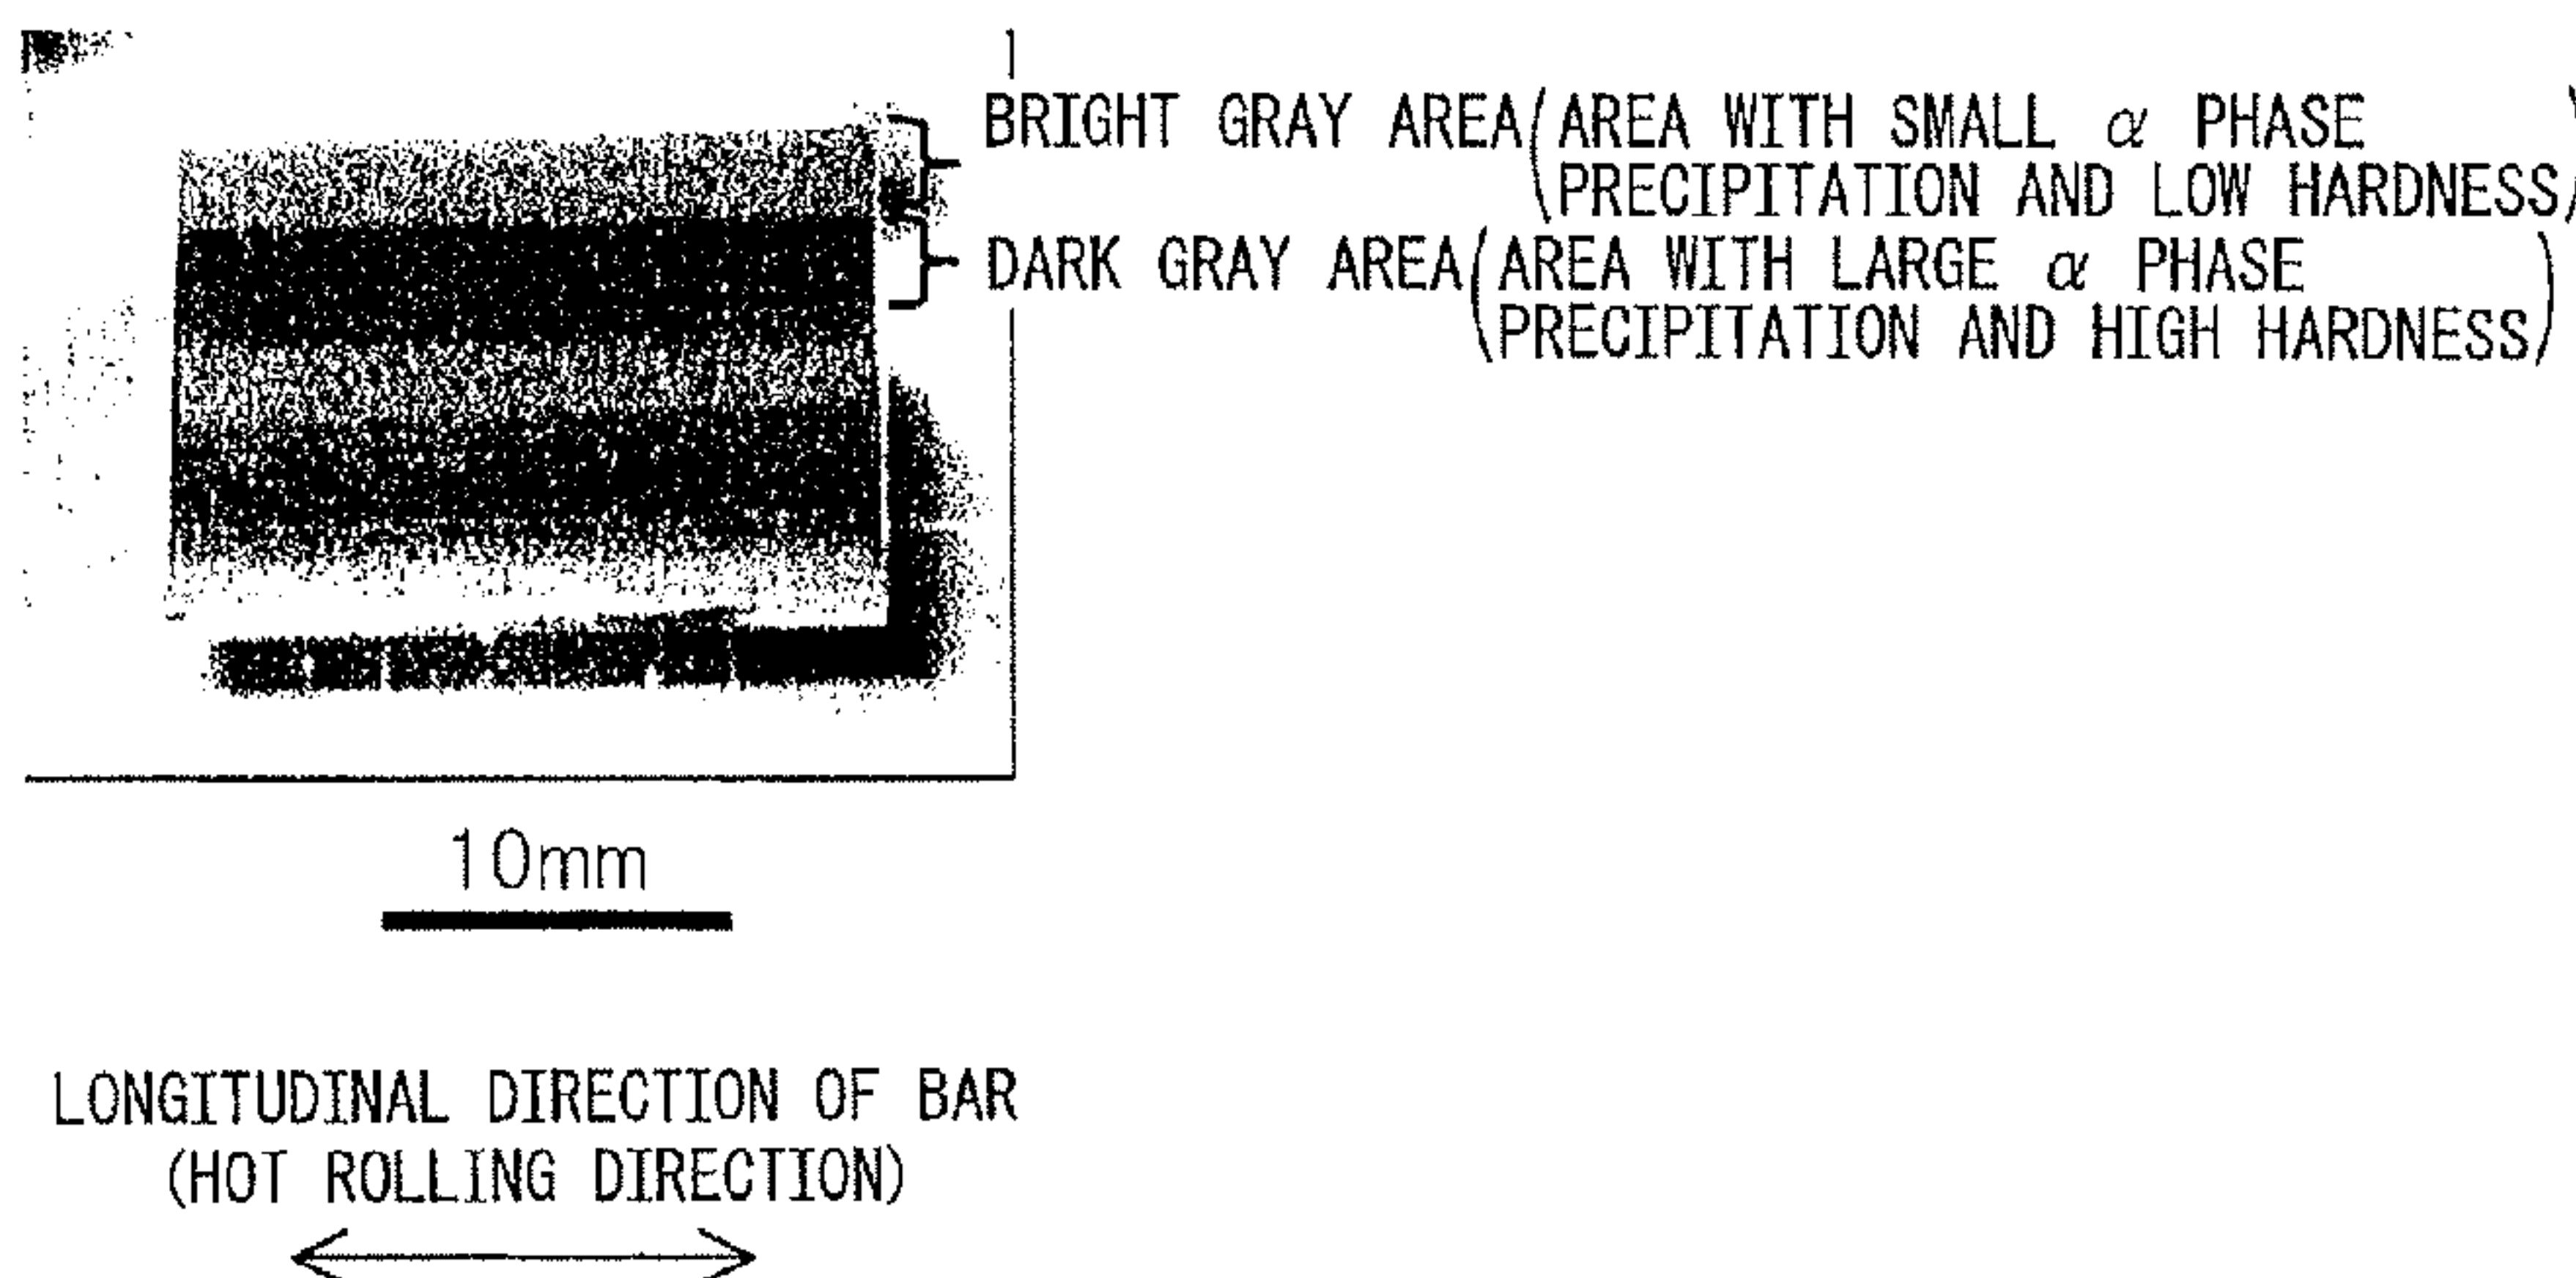 BRIGHT GRAY AREA(AREA WITH SMALL α PHASE
PRECIPITATION AND LOW HARDNESS)
DARK GRAY AREA(AREA WITH LARGE α PHASE
PRECIPITATION AND HIGH HARDNESS)
10mm
LONGITUDINAL DIRECTION OF BAR
(HOT ROLLING DIRECTION)